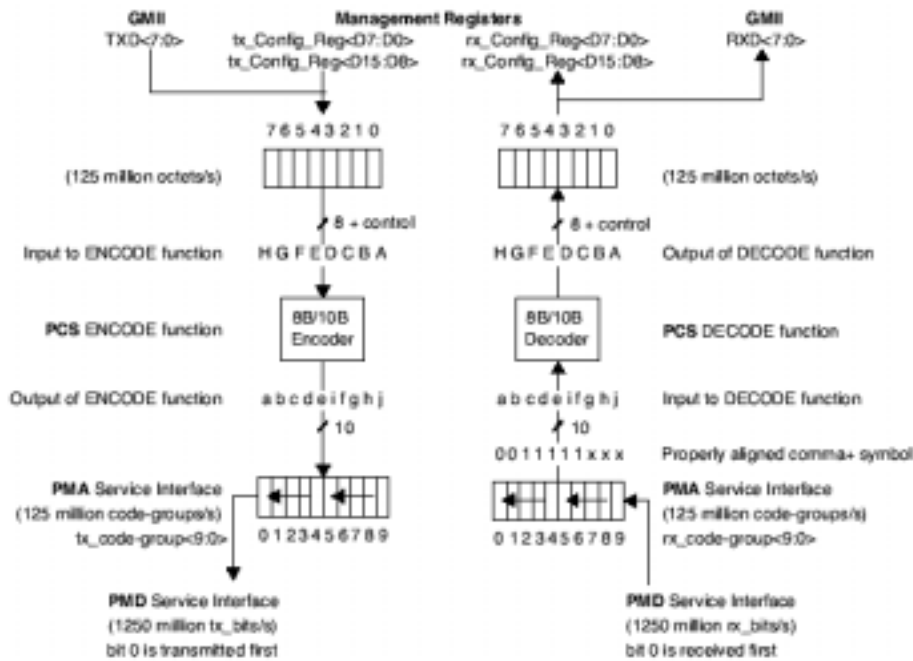 GMII
TXD<7:0>
Management Registers
tx_Config_Reg<D7:D0>
tx_Config_Reg<D15:D8>
rx_Config_Reg<D7:D0>
rx_Config_Reg<D15:D8>
GMII
RXD<7:0>
7 6 5 4 3 2 1 0
7 6 5 4 3 2 1 0
(125 million octets/s)
(125 million octets/s)
8 + control
8 + control
Input to ENCODE function
H G F E D C B A
H G F E D C B A
Output of DECODE function
PCS ENCODE function
8B/10B
Encoder
8B/10B
Decoder
PCS DECODE function
Output of ENCODE function
a b c d e i f g h j
a b c d e i f g h j
Input to DECODE function
10
10
0 0 1 1 1 1 1 x x x
Properly aligned comma+ symbol
PMA Service Interface
(125 million code-groups/s)
tx_code-group<9:0>
0 1 2 3 4 5 6 7 8 9
0 1 2 3 4 5 6 7 8 9
PMA Service Interface
(125 million code-groups/s)
rx_code-group<9:0>
PMD Service Interface
(1250 million tx_bits/s)
bit 0 is transmitted first
PMD Service Interface
(1250 million rx_bits/s)
bit 0 is received first